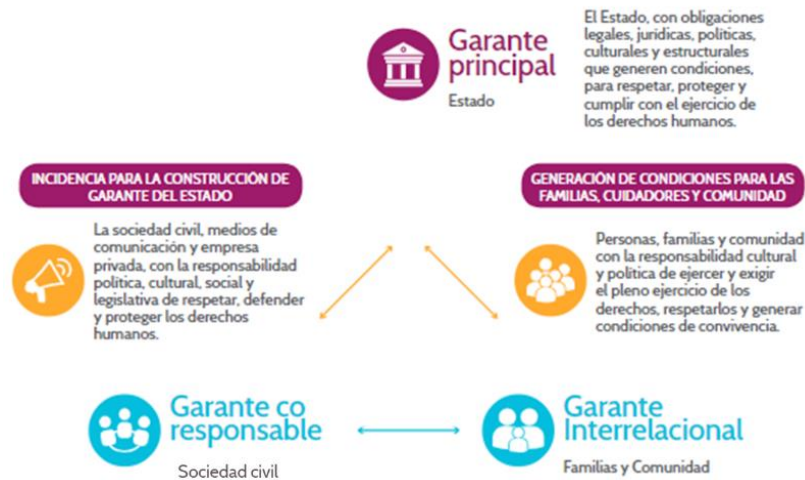 Garante
principal
Estado
El Estado, con obligaciones
legales, jurídicas, políticas,
culturales y estructurales
que generen condiciones,
para respetar, proteger y
cumplir con el ejercicio de
los derechos humanos.
INCIDENCIA PARA LA CONSTRUCCIÓN DE
GARANTE DEL ESTADO
La sociedad civil, medios de
comunicación y empresa
privada, con la responsabilidad
política, cultural, social y
legislativa de respetar, defender
y proteger los derechos
humanos.
GENERACIÓN DE CONDICIONES PARA LAS
FAMILIAS, CUIDADORES Y COMUNIDAD
Personas, familias y comunidad
con la responsabilidad cultural
y política de ejercer y exigir
el pleno ejercicio de los
derechos, respetarlos y generar
condiciones de convivencia.
Garante co
responsable
Sociedad civil
Garante
Interrelacional
Familias y Comunidad